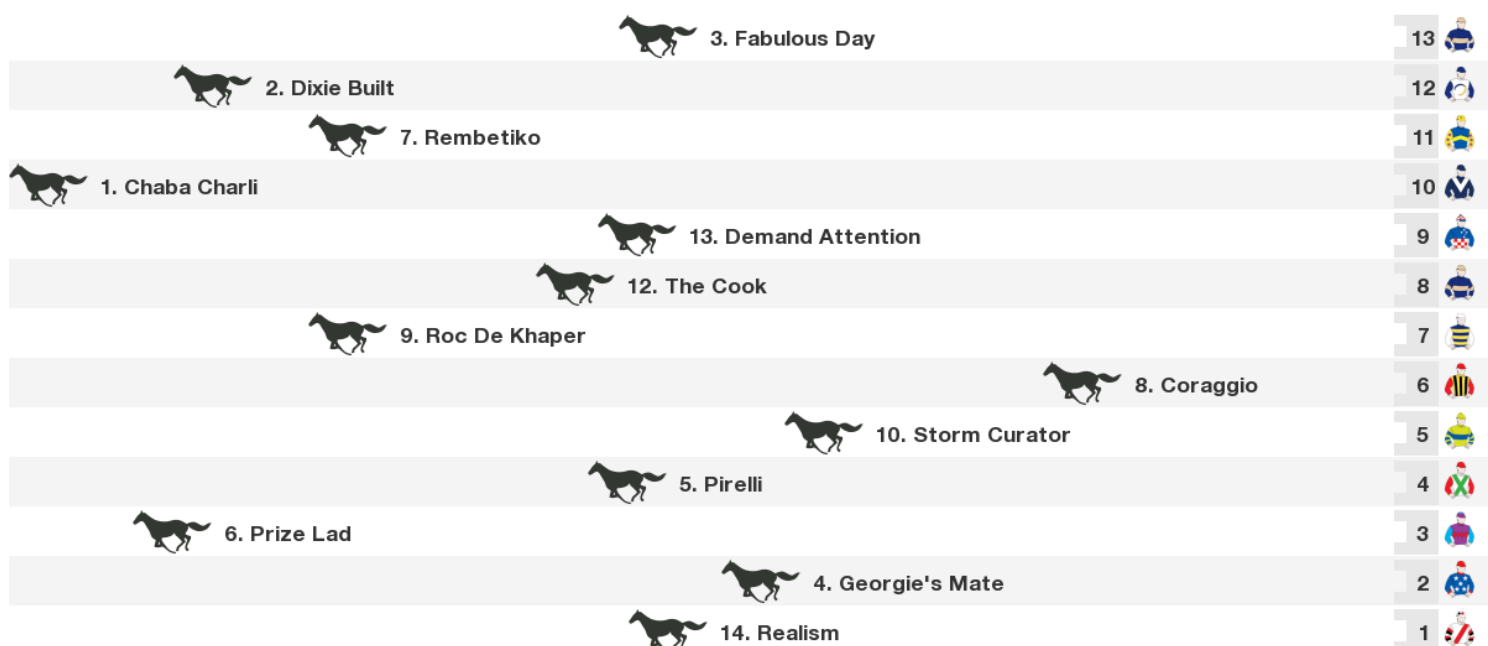 3. Fabulous Day 13
2. Dixie Built 12
7. Rembetiko 11
1. Chaba Charli 10
13. Demand Attention 9
12. The Cook 8
9. Roc De Khaper 7
8. Coraggio 6
10. Storm Curator 5
5. Pirelli 4
6. Prize Lad 3
4. Georgie's Mate 2
14. Realism 1